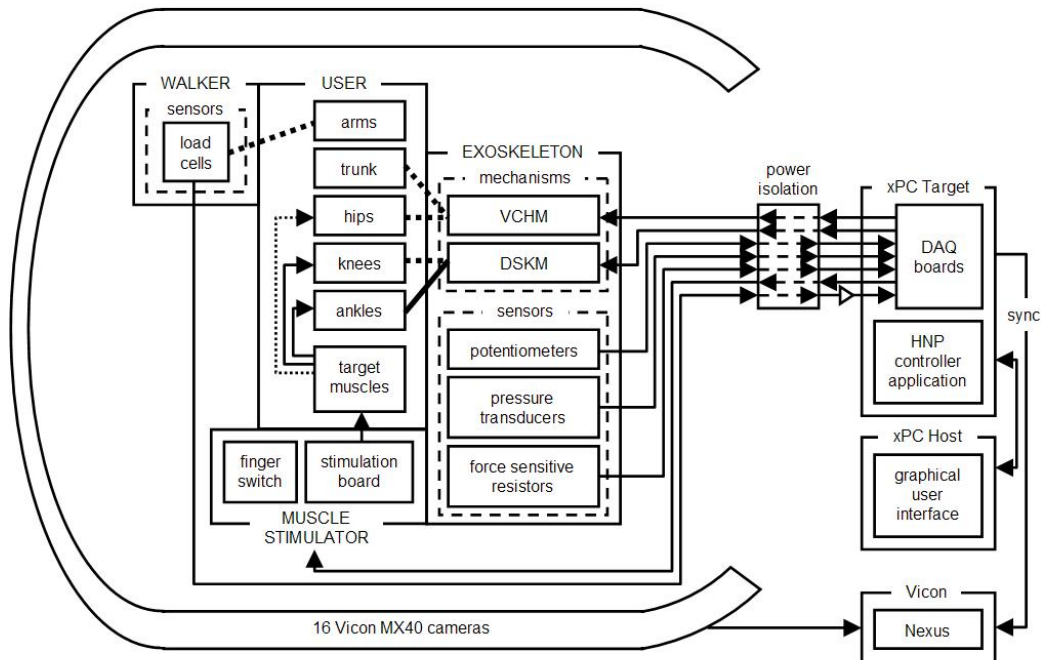 WALKER
sensors
load
cells
USER
arms
trunk
hips
knees
ankles
target
muscles
finger
switch
stimulation
board
MUSCLE
STIMULATOR
EXOSKELETON
mechanisms
VCHM
DSKM
sensors
potentiometers
pressure
transducers
force sensitive
resistors
power
isolation
xPC Target
DAQ
boards
HNP
controller
application
sync
xPC Host
graphical
user
interface
Vicon
Nexus
16 Vicon MX40 cameras